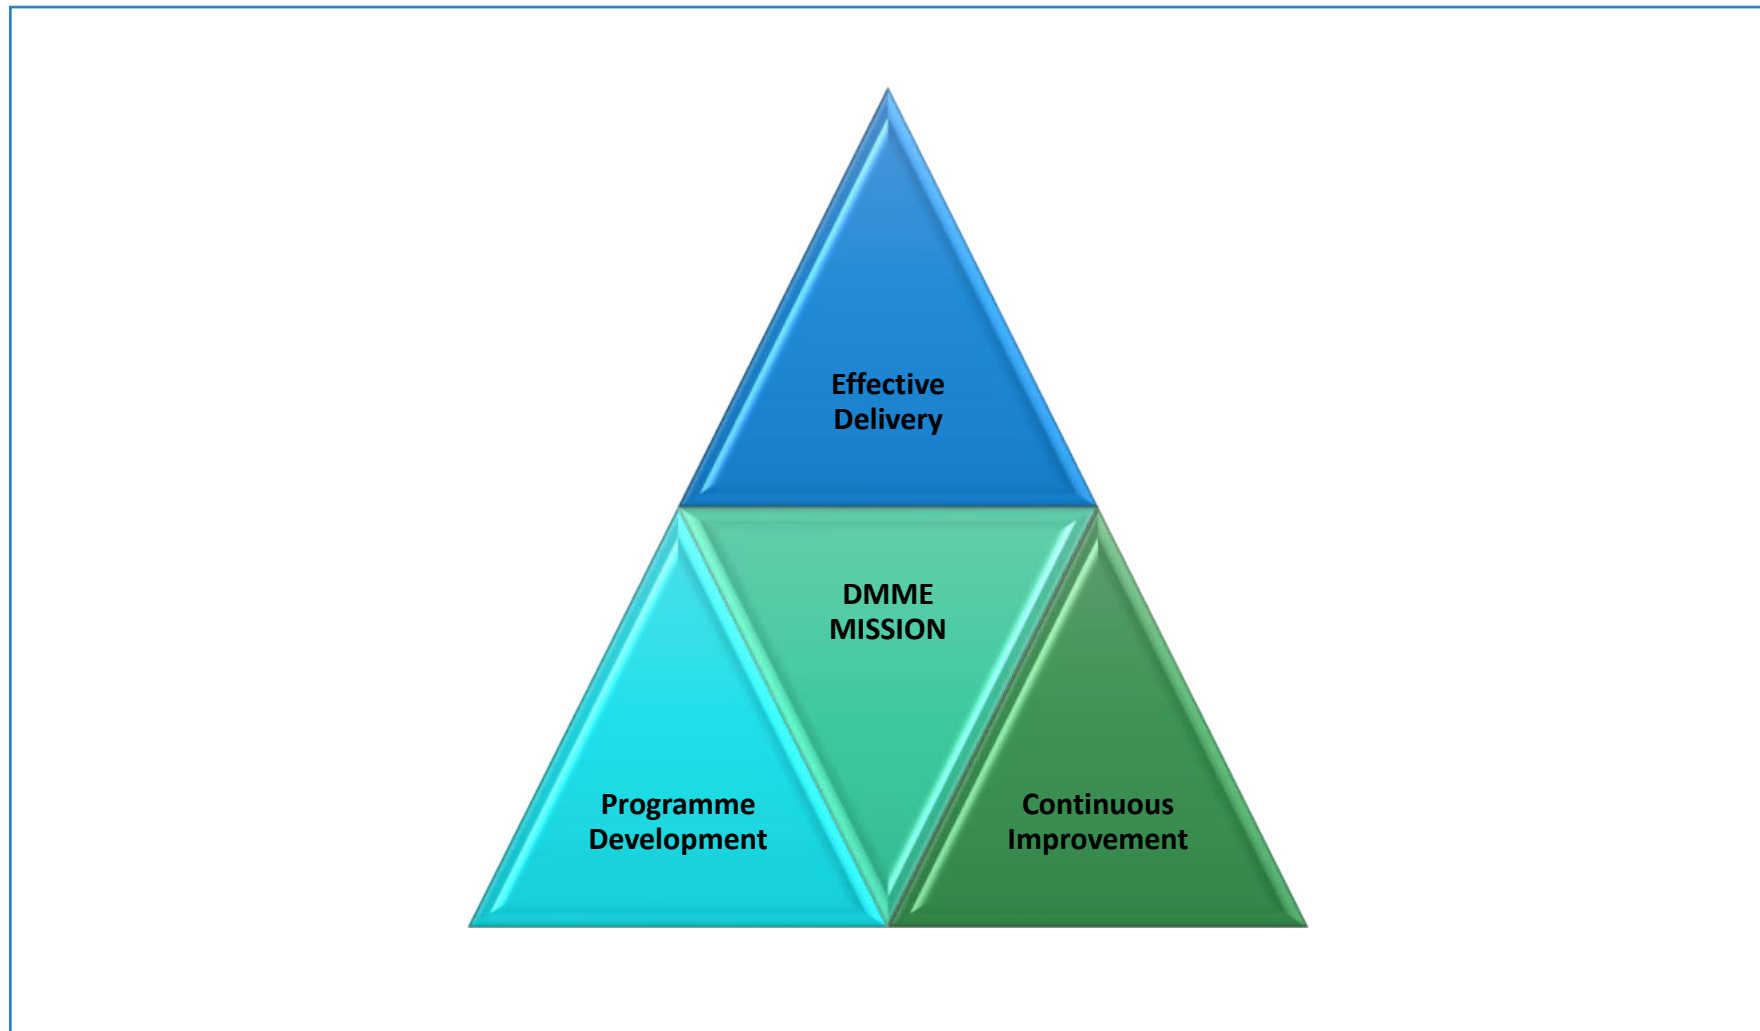 Effective
Delivery
DMME
MISSION
Programme
Development
Continuous
Improvement